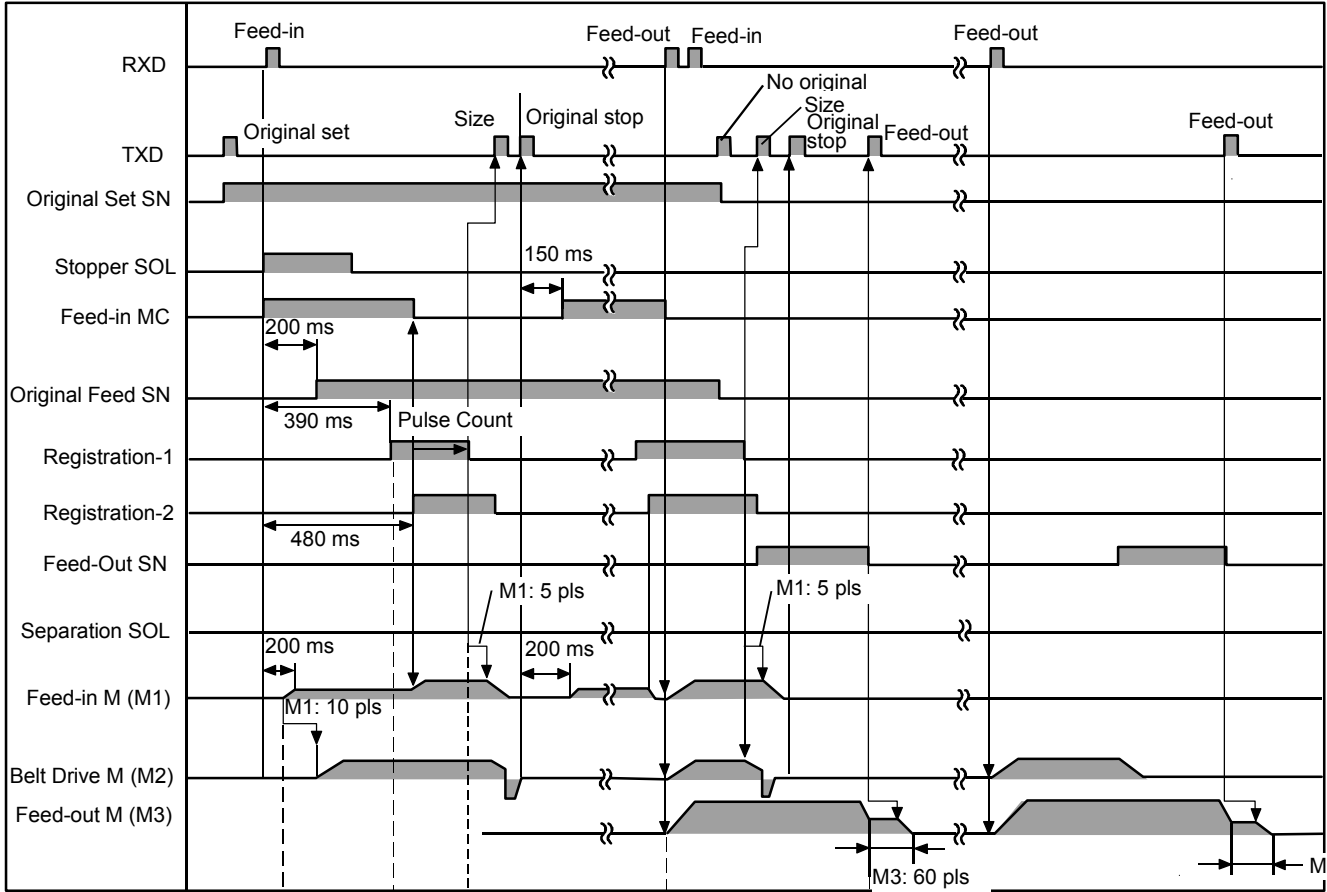 Feed-in
Feed-out
Feed-in
Feed-out
RXD
No original
Original set
Size
Original stop
Size
Original
stop
Feed-out
Feed-out
TXD
Original Set SN
Stopper SOL
150 ms
Feed-in MC
200 ms
Original Feed SN
390 ms
Pulse Count
Registration-1
Registration-2
480 ms
Feed-Out SN
M1: 5 pls
M1: 5 pls
Separation SOL
200 ms
200 ms
Feed-in M (M1)
M1: 10 pls
Belt Drive M (M2)
Feed-out M (M3)
M3: 60 pls
M